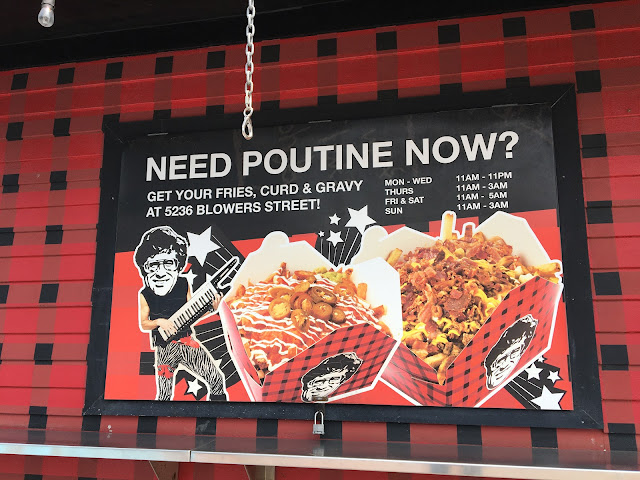 NEED POUTINE NOW?
GET YOUR FRIES, CURD & GRAVY
AT 5236 BLOWERS STREET!
MON - WED 11AM - 11PM
THURS 11AM - 3AM
FRI & SAT 11AM - 5AM
SUN 11AM - 3AM